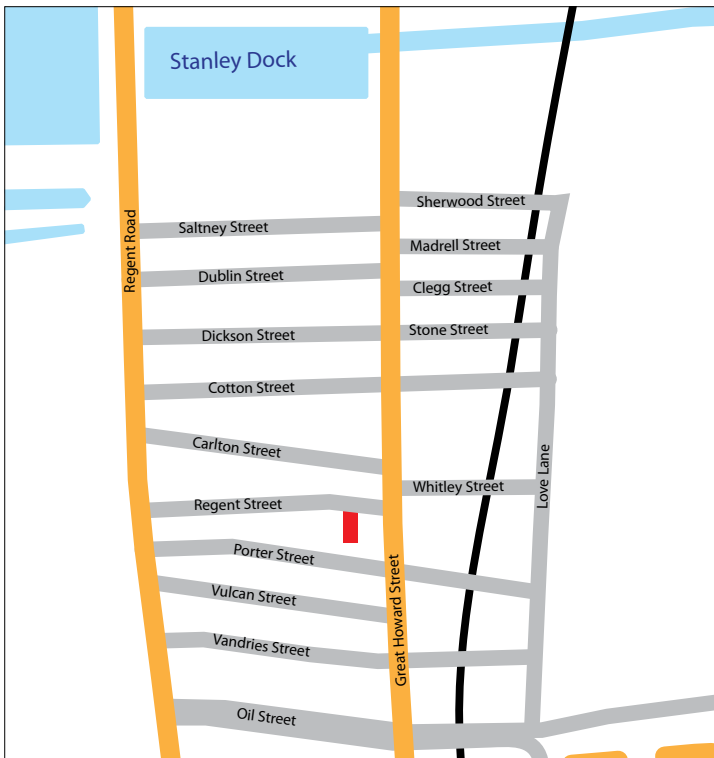 Stanley Dock
Sherwood Street
Saltney Street
Regent Road
Madrell Street
Dublin Street
Clegg Street
Dickson Street
Stone Street
Cotton Street
Carlton Street
Love Lane
Whitley Street
Regent Street
Porter Street
Great Howard Street
Vulcan Street
Vandries Street
Oil Street